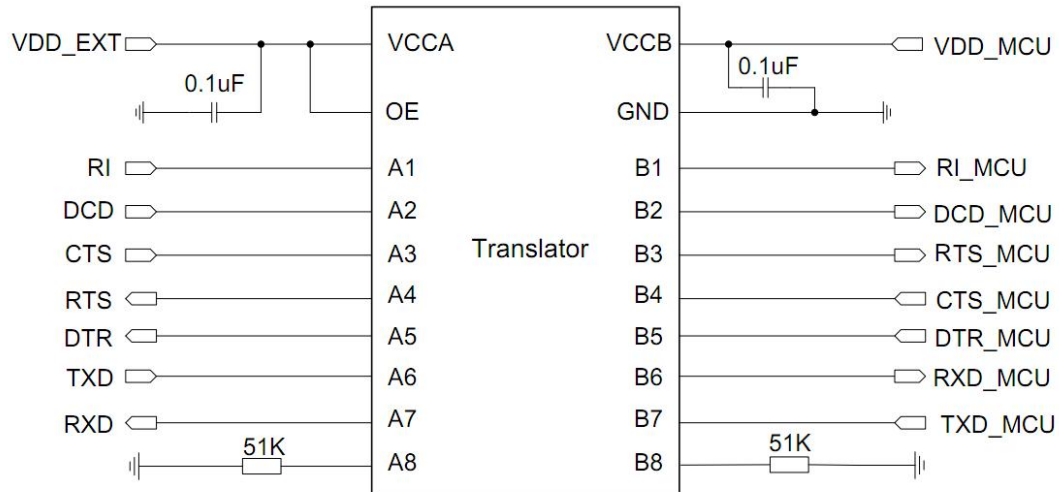 VDD_EXT VCCA VCCB VDD_MCU
0.1uF 0.1uF
OE GND
RI A1 B1 RI_MCU
DCD A2 B2 DCD_MCU
CTS A3 Translator B3 RTS_MCU
RTS A4 B4 CTS_MCU
DTR A5 B5 DTR_MCU
TXD A6 B6 RXD_MCU
RXD A7 B7 TXD_MCU
51K A8 B8 51K